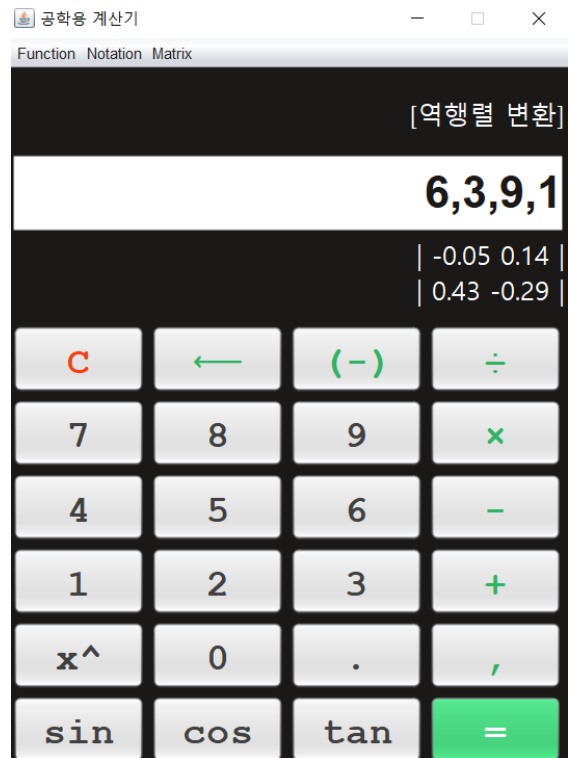 공학용 계산기
Function Notation Matrix
[역행렬 변환]
6,3,9,1
| -0.05 0.14 |
| 0.43 -0.29 |
C ← (-) ÷
7 8 9 ×
4 5 6 -
1 2 3 +
x^ 0 . ,
sin cos tan =